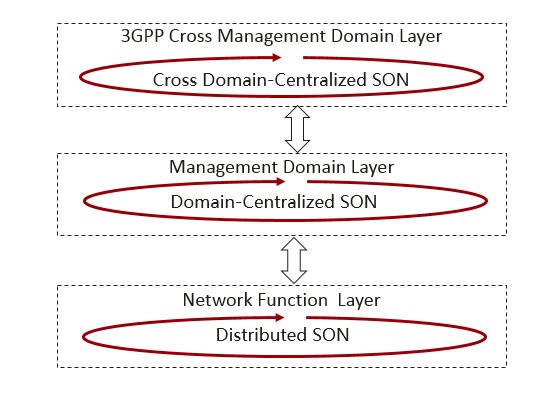 3GPP Cross Management Domain Layer
Cross Domain-Centralized SON
Management Domain Layer
Domain-Centralized SON
Network Function Layer
Distributed SON